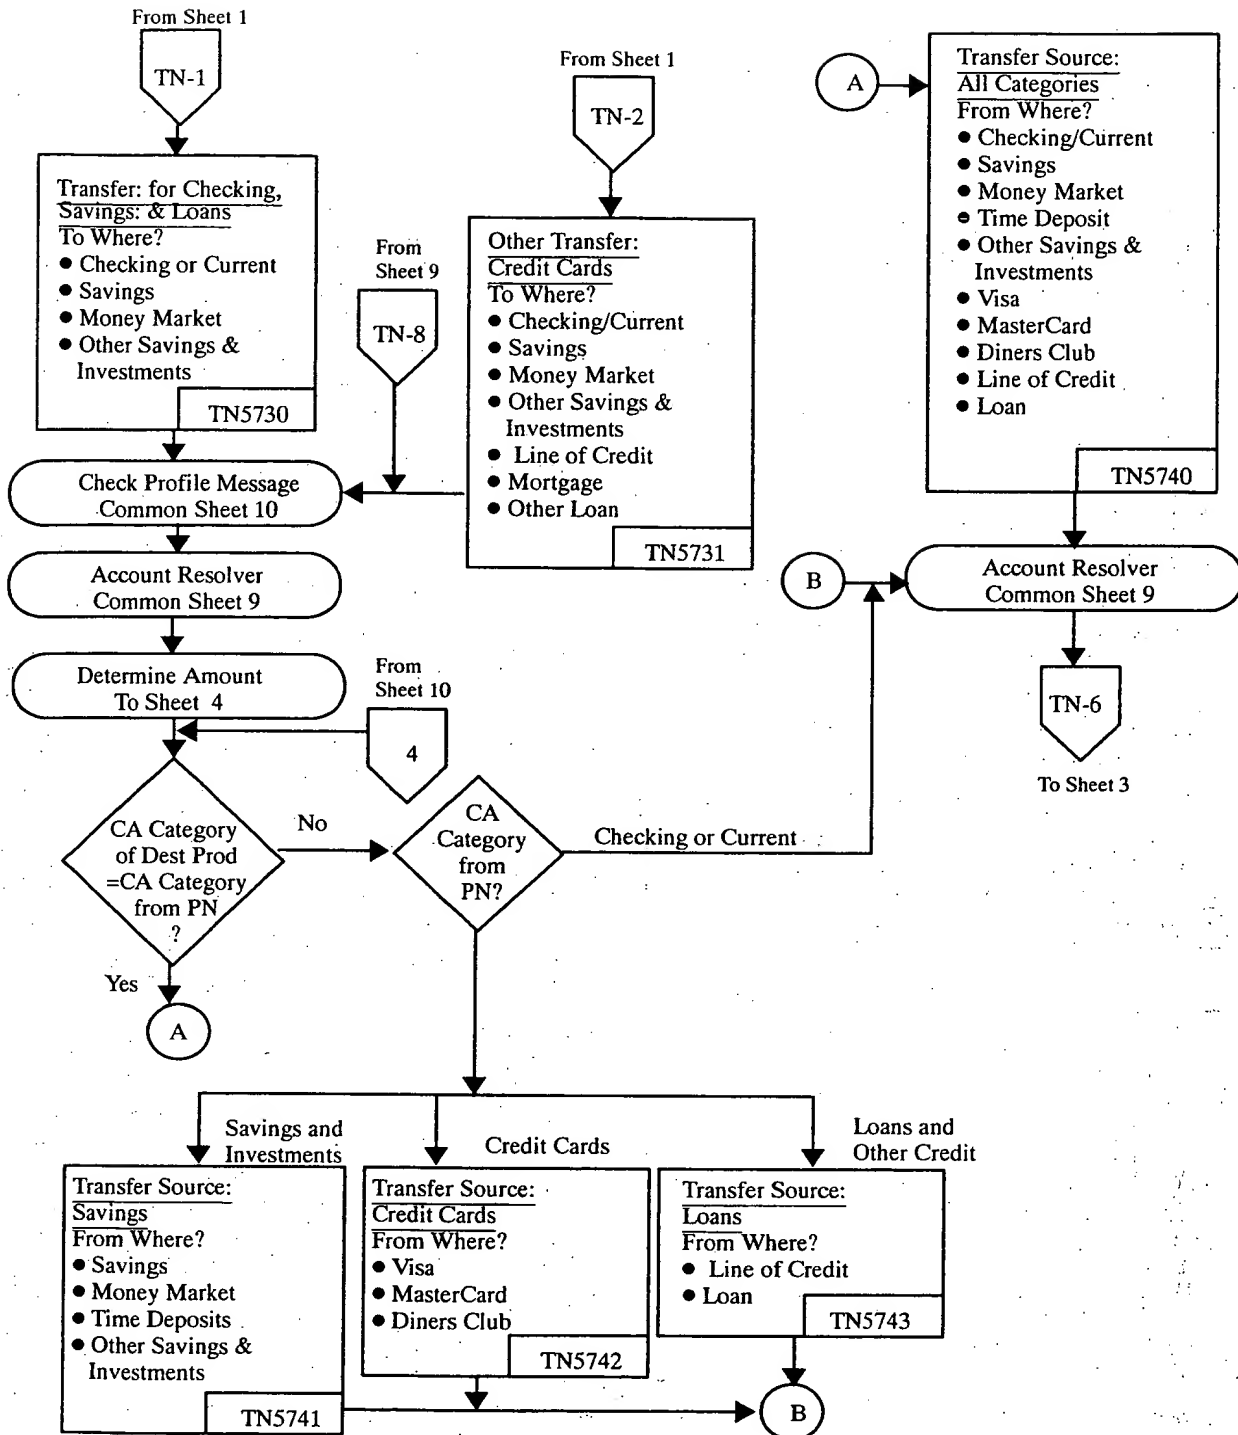 From Sheet 1
TN-1
Transfer: for Checking,
Savings: & Loans
To Where?
● Checking or Current
● Savings
● Money Market
● Other Savings &
Investments
TN5730
From
Sheet 9
TN-8
From Sheet 1
TN-2
Other Transfer:
Credit Cards
To Where?
● Checking/Current
● Savings
● Money Market
● Other Savings &
Investments
● Line of Credit
● Mortgage
● Other Loan
TN5731
A
Transfer Source:
All Categories
From Where?
● Checking/Current
● Savings
● Money Market
● Time Deposit
● Other Savings &
Investments
● Visa
● MasterCard
● Diners Club
● Line of Credit
● Loan
TN5740
Check Profile Message
Common Sheet 10
Account Resolver
Common Sheet 9
B
Account Resolver
Common Sheet 9
Determine Amount
To Sheet 4
From
Sheet 10
4
TN-6
To Sheet 3
CA Category
of Dest Prod
=CA Category
from PN
?
No
CA
Category
from
PN?
Checking or Current
Yes
A
Savings and
Investments
Credit Cards
Loans and
Other Credit
Transfer Source:
Savings
From Where?
● Savings
● Money Market
● Time Deposits
● Other Savings &
Investments
TN5741
Transfer Source:
Credit Cards
From Where?
● Visa
● MasterCard
● Diners Club
TN5742
Transfer Source:
Loans
From Where?
● Line of Credit
● Loan
TN5743
B